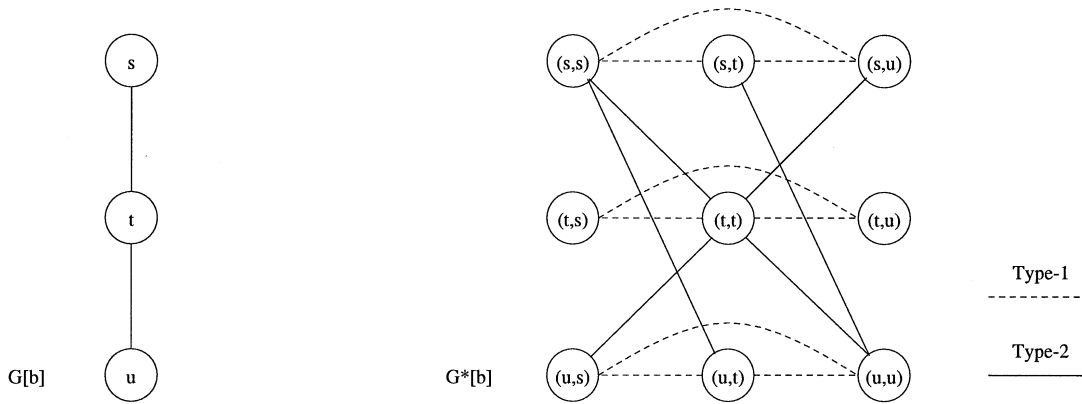 s
(s,s)
(s,t)
(s,u)
t
(t,s)
(t,t)
(t,u)
Type-1
Type-2
G[b]
u
G*[b]
(u,s)
(u,t)
(u,u)